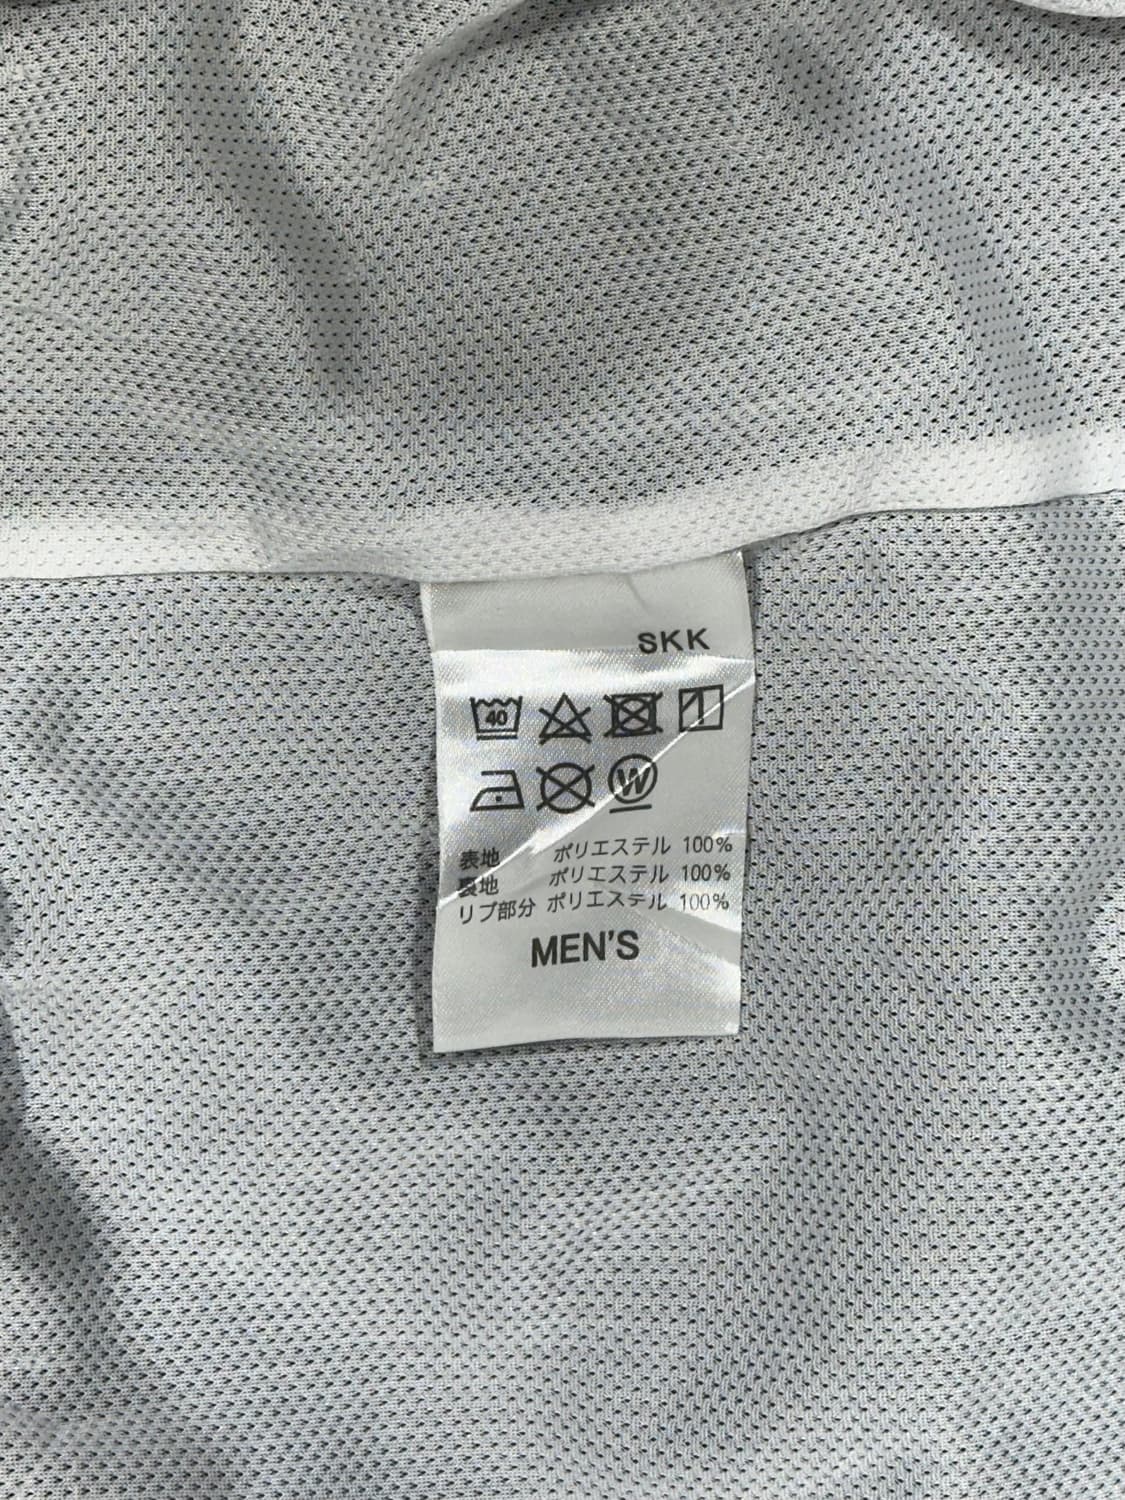 SKK
40
W
表地 ポリエステル 100%
裏地 ポリエステル 100%
リブ部分 ポリエステル 100%
MEN'S